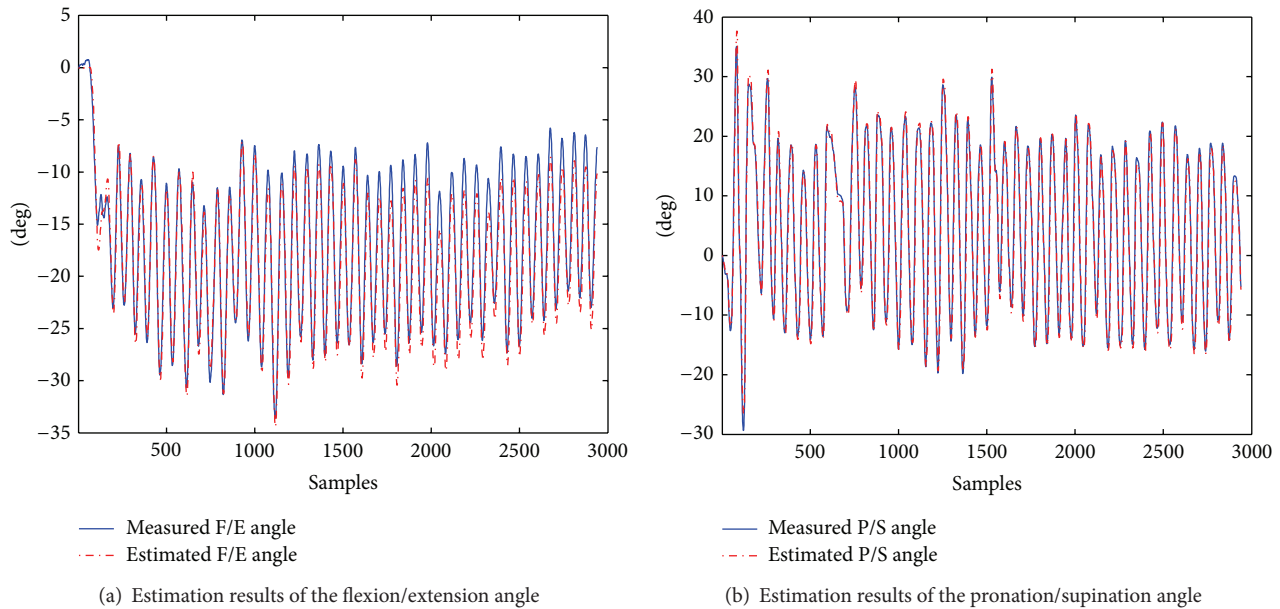 5
0
−5
−10
−15
−20
−25
−30
−35
(deg)
500
1000
1500
2000
2500
3000
Samples
Measured F/E angle
Estimated F/E angle
(a) Estimation results of the flexion/extension angle
40
30
20
10
0
−10
−20
−30
(deg)
500
1000
1500
2000
2500
3000
Samples
Measured P/S angle
Estimated P/S angle
(b) Estimation results of the pronation/supination angle